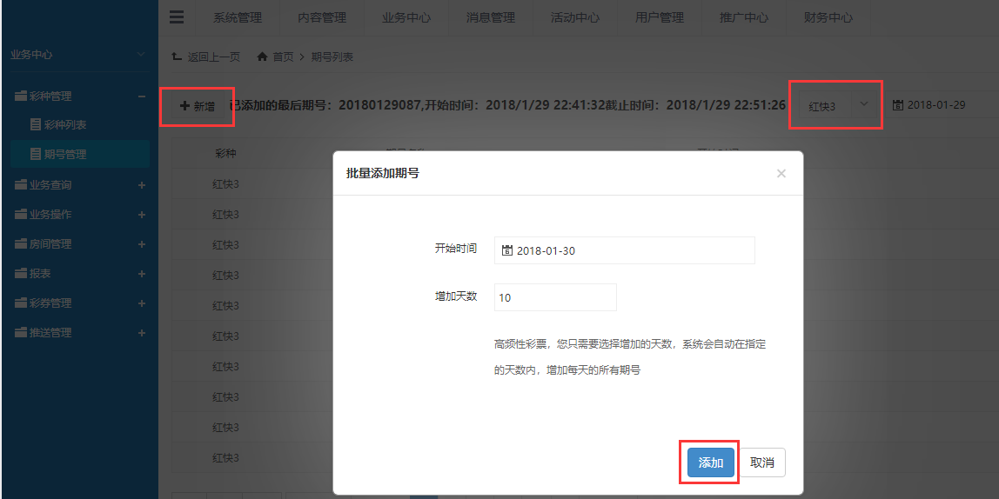 系统管理 内容管理 业务中心 消息管理 活动中心 用户管理 推广中心 财务中心
业务中心
返回上一页 首页 > 期号列表
彩种管理
新增 已添加的最后期号：20180129087,开始时间：2018/1/29 22:41:32截止时间：2018/1/29 22:51:26 红快3 2018-01-29
彩种列表
期号管理
彩种
业务查询
红快3
业务操作
红快3
房间管理
红快3
报表
红快3
彩券管理
红快3
推送管理
红快3
红快3
红快3
红快3
红快3
批量添加期号
开始时间 2018-01-30
增加天数 10
高频性彩票，您只需要选择增加的天数，系统会自动在指定
的天数内，增加每天的所有期号
添加 取消